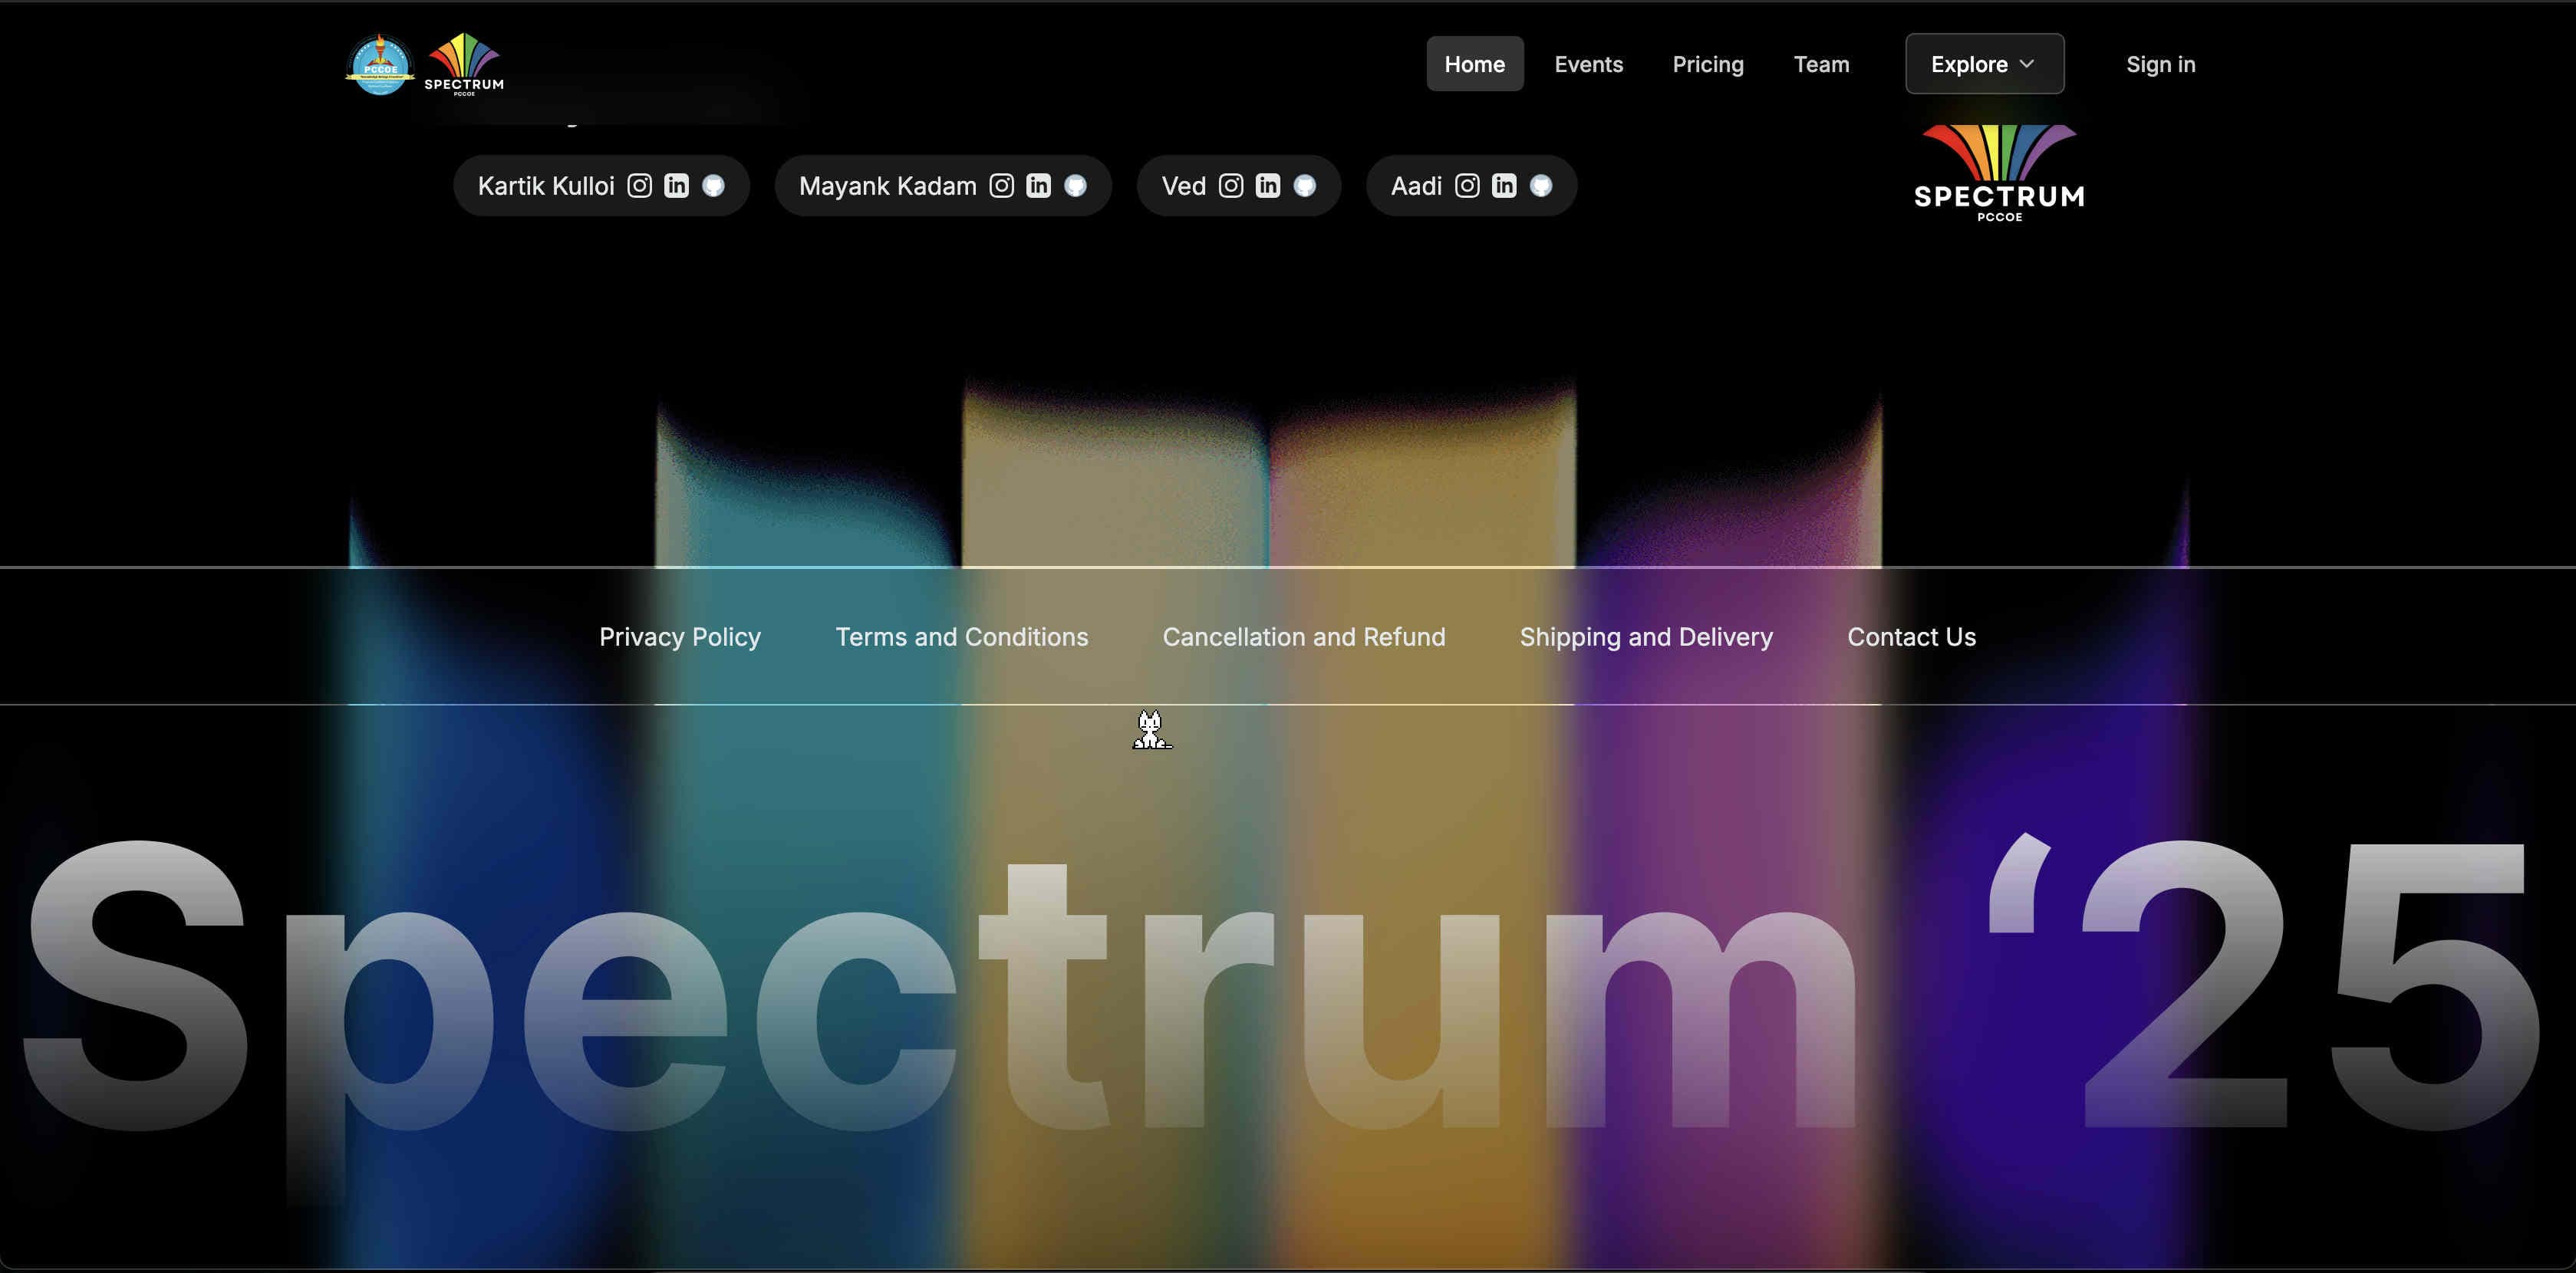 PCCOE
SPECTRUM
PCCOE
Home
Events
Pricing
Team
Explore
Sign in
Kartik Kulloi
Mayank Kadam
Ved
Aadi
SPECTRUM
PCCOE
Privacy Policy
Terms and Conditions
Cancellation and Refund
Shipping and Delivery
Contact Us
Spectrum ‘25